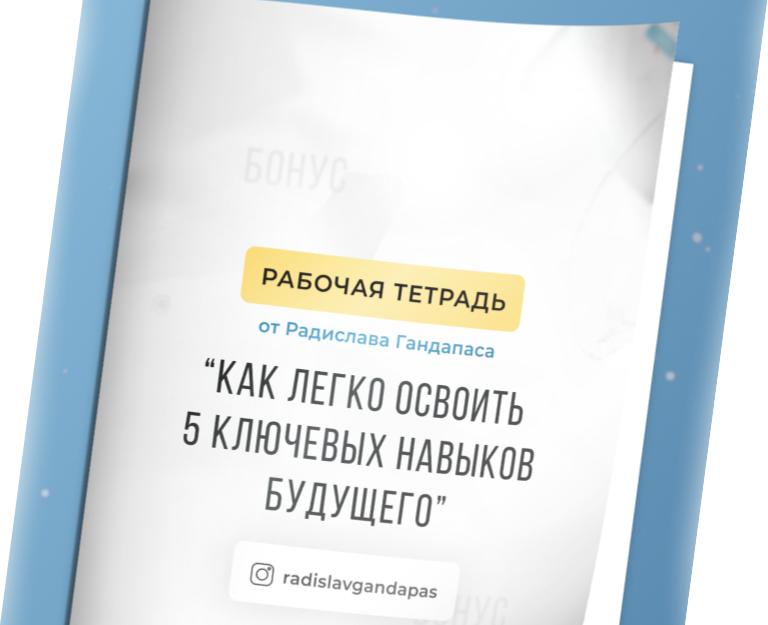 БОНУС
РАБОЧАЯ ТЕТРАДЬ
от Радислава Гандапаса
“КАК ЛЕГКО ОСВОИТЬ
5 КЛЮЧЕВЫХ НАВЫКОВ
БУДУЩЕГО”
radislavgandapas